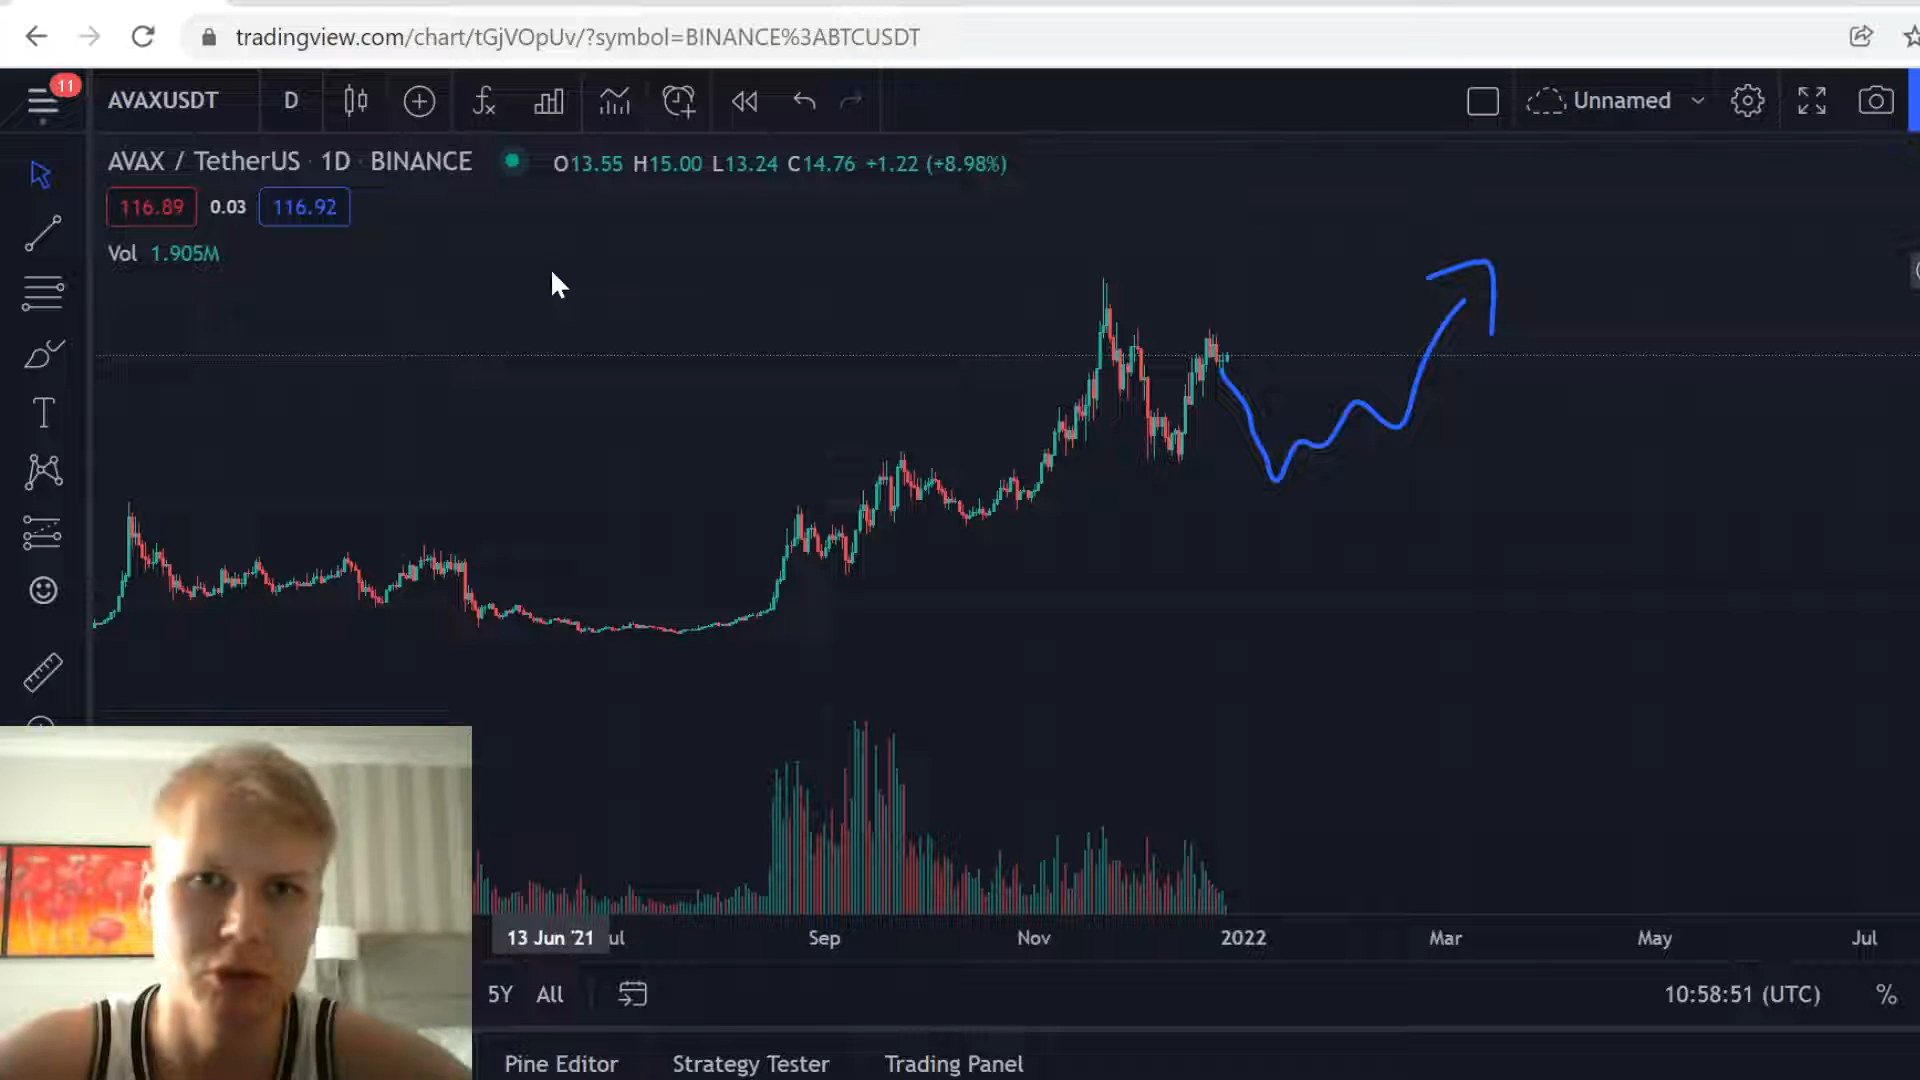 tradingview.com/chart/tGjVOpUv/?symbol=BINANCE%3ABTCUSDT
11
AVAXUSDT D Unnamed
AVAX / TetherUS · 1D · BINANCE O13.55 H15.00 L13.24 C14.76 +1.22 (+8.98%)
116.89 0.03 116.92
Vol 1.905M
13 Jun '21 ul Sep Nov 2022 Mar May Jul
5Y All 10:58:51 (UTC) %
Pine Editor Strategy Tester Trading Panel